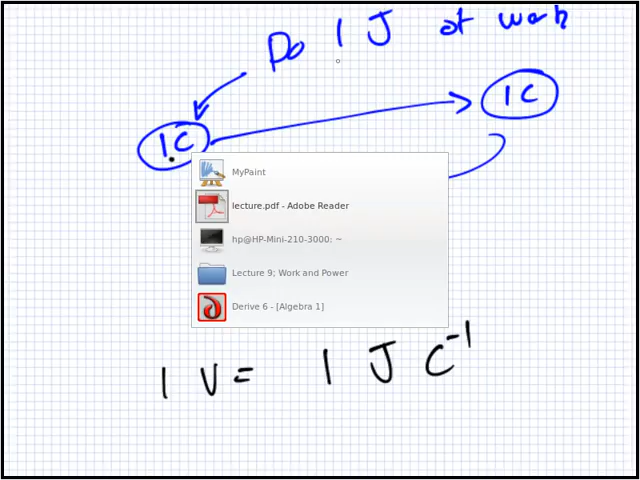 Do 1 J of work
1C
1C
MyPaint
lecture.pdf - Adobe Reader
hp@HP-Mini-210-3000: ~
Lecture 9; Work and Power
Derive 6 - [Algebra 1]
1 V = 1 J C⁻¹